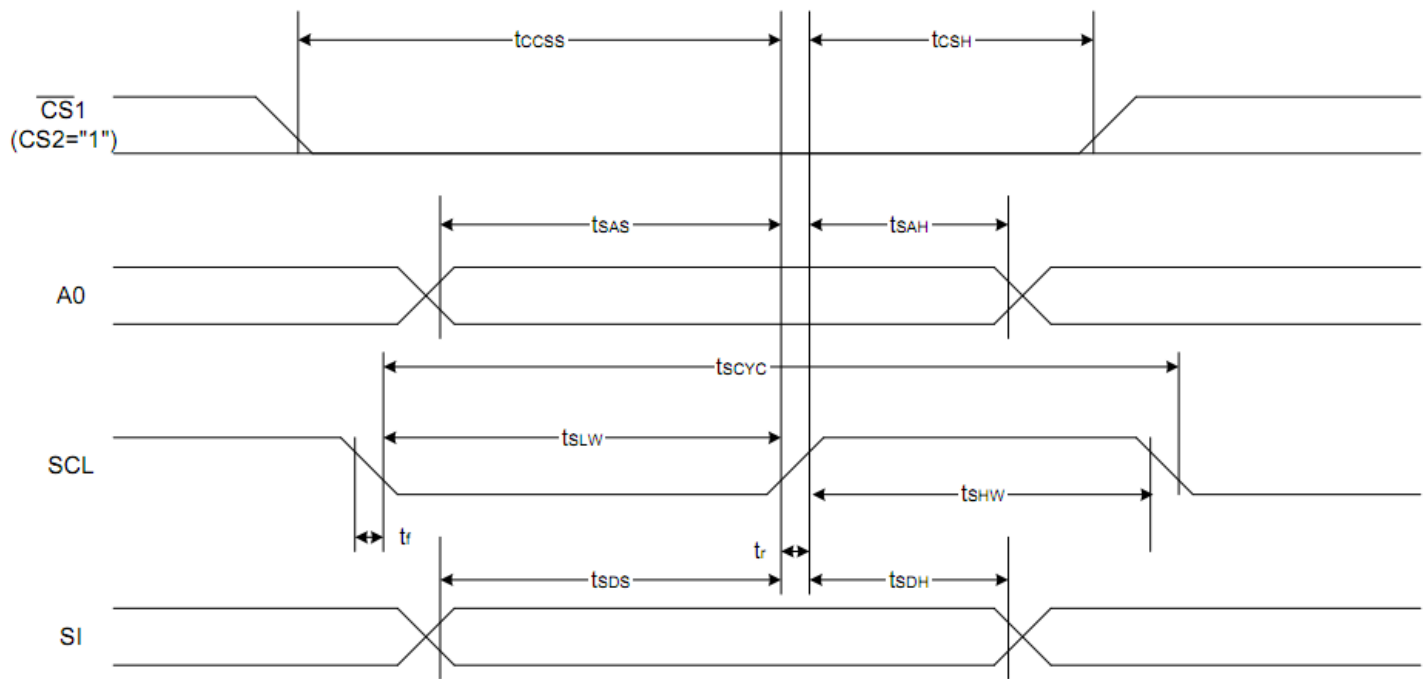 tCCSS
tCSH
CS1
(CS2="1")
tSAS
tSAH
A0
tSCYC
tSLW
SCL
tSHW
tf
tr
tSDS
tSDH
SI